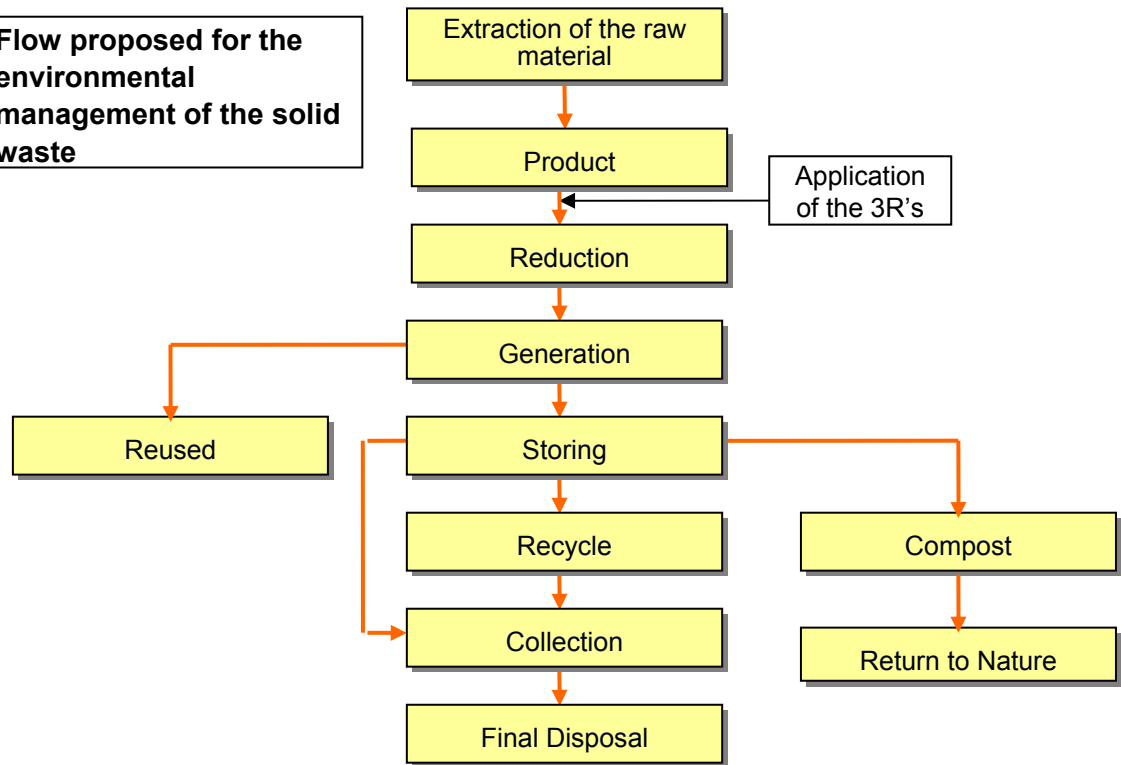 Flow proposed for the
environmental
management of the solid
waste
Extraction of the raw
material
Product
Application
of the 3R's
Reduction
Generation
Reused
Storing
Recycle
Compost
Collection
Return to Nature
Final Disposal